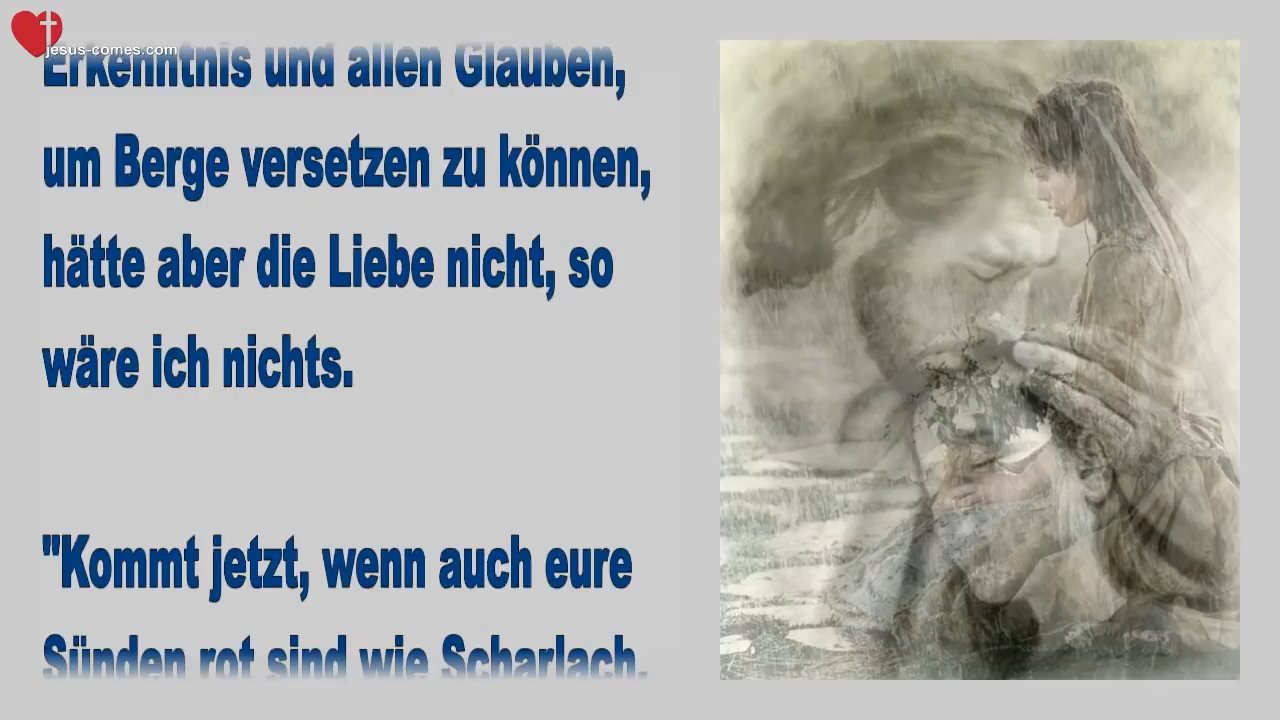 jesus-comes.com
Erkenntnis und allen Glauben,
um Berge versetzen zu können,
hätte aber die Liebe nicht, so
wäre ich nichts.
"Kommt jetzt, wenn auch eure
Sünden rot sind wie Scharlach,